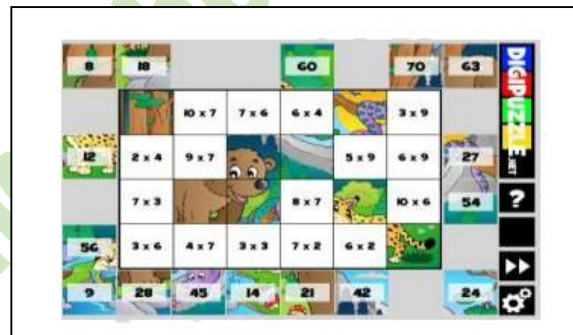 8 18 60 70 63
10 x 7 7 x 6 6 x 4 3 x 9
12 2 x 4 9 x 7 5 x 9 6 x 9 27
7 x 3 8 x 7 10 x 6 54
56 3 x 6 4 x 7 3 x 3 7 x 2 6 x 2
9 28 45 14 21 42 24
DIGIPUZZLE.NET
?